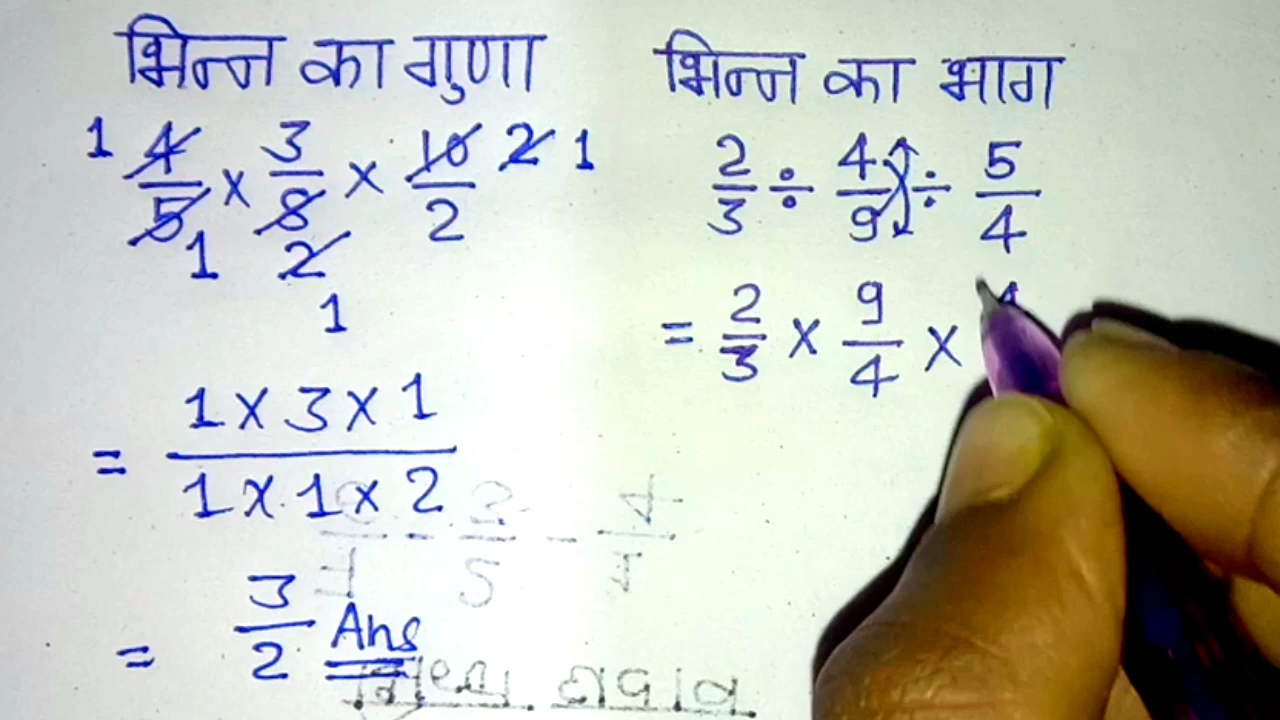 भिन्न का गुणा
1 4/5 × 3/8 × 10/2 2 1
1 2
1
= 1 × 3 × 1 / 1 × 1 × 2
= 3/2 Ans
भिन्न का भाग
2/3 ÷ 4/9 ÷ 5/4
= 2/3 × 9/4 ×